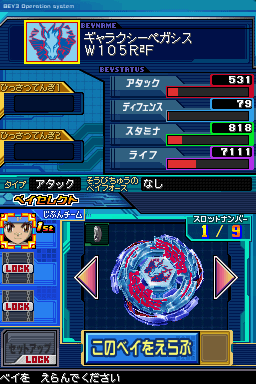 BEY3 Operation system
BEYNAME
ギャラクシーペガシス
W105R²F
BEYSTATUS
ひっさつてんぎ1
アタック 531
ディフェンス 79
ひっさつてんぎ2
スタミナ 818
ライフ 7111
タイプ アタック そうびちゅうの ベイフォース なし
ベイセレクト
じぶんチーム
1st
スロットナンバー
1/9
LOCK
LOCK
セットアップ
LOCK
このベイをえらぶ
ベイを えらんでください